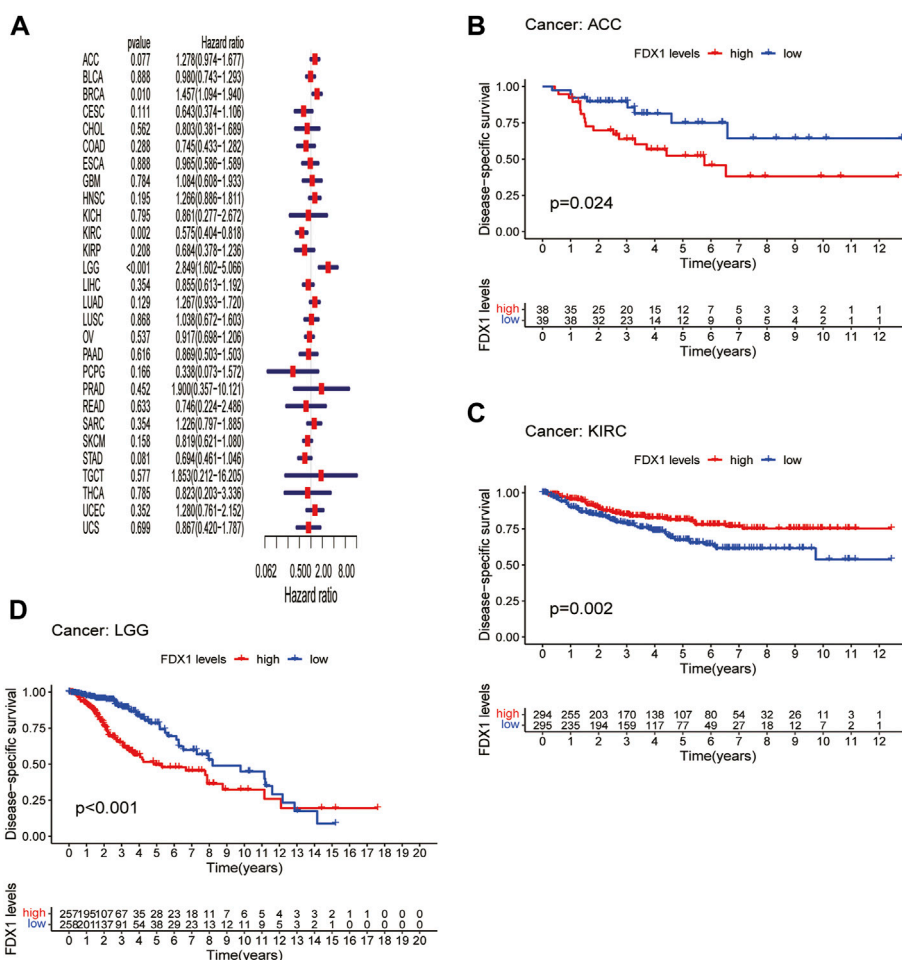 A
pvalue Hazard ratio
ACC 0.077 1.278(0.974−1.677)
BLCA 0.888 0.980(0.743−1.293)
BRCA 0.010 1.457(1.094−1.940)
CESC 0.111 0.643(0.374−1.106)
CHOL 0.562 0.803(0.381−1.689)
COAD 0.288 0.745(0.433−1.282)
ESCA 0.888 0.965(0.586−1.589)
GBM 0.784 1.084(0.608−1.933)
HNSC 0.195 1.266(0.886−1.811)
KICH 0.795 0.861(0.277−2.672)
KIRC 0.002 0.575(0.404−0.818)
KIRP 0.208 0.684(0.378−1.236)
LGG <0.001 2.849(1.602−5.066)
LIHC 0.354 0.855(0.613−1.192)
LUAD 0.129 1.267(0.933−1.720)
LUSC 0.868 1.038(0.672−1.603)
OV 0.537 0.917(0.698−1.206)
PAAD 0.616 0.869(0.503−1.503)
PCPG 0.166 0.338(0.073−1.572)
PRAD 0.452 1.900(0.357−10.121)
READ 0.633 0.746(0.224−2.486)
SARC 0.354 1.226(0.797−1.885)
SKCM 0.158 0.819(0.621−1.080)
STAD 0.081 0.694(0.461−1.046)
TGCT 0.577 1.853(0.212−16.205)
THCA 0.785 0.823(0.203−3.336)
UCEC 0.352 1.280(0.761−2.152)
UCS 0.699 0.867(0.420−1.787)
0.062 0.500 2.00 8.00
Hazard ratio
B
Cancer: ACC
FDX1 levels high low
Disease−specific survival
1.00
0.75
0.50
0.25
0.00
p=0.024
0 1 2 3 4 5 6 7 8 9 10 11 12
Time(years)
FDX1 levels
high 38 35 25 20 15 12 7 5 3 3 2 1 1
low 39 38 32 23 14 12 9 6 5 4 2 1 1
0 1 2 3 4 5 6 7 8 9 10 11 12
Time(years)
C
Cancer: KIRC
FDX1 levels high low
Disease−specific survival
1.00
0.75
0.50
0.25
0.00
p=0.002
0 1 2 3 4 5 6 7 8 9 10 11 12
Time(years)
FDX1 levels
high 294 255 203 170 138 107 80 54 32 26 11 3 1
low 295 235 194 159 117 77 49 27 18 12 7 2 1
0 1 2 3 4 5 6 7 8 9 10 11 12
Time(years)
D
Cancer: LGG
FDX1 levels high low
Disease−specific survival
1.00
0.75
0.50
0.25
0.00
p<0.001
0 1 2 3 4 5 6 7 8 9 10 11 12 13 14 15 16 17 18 19 20
Time(years)
FDX1 levels
high 257 195 107 67 35 28 23 18 11 7 6 5 4 3 3 2 1 1 0 0 0
low 258 201 137 91 54 38 29 23 13 12 11 9 5 3 2 1 0 0 0 0 0
0 1 2 3 4 5 6 7 8 9 10 11 12 13 14 15 16 17 18 19 20
Time(years)